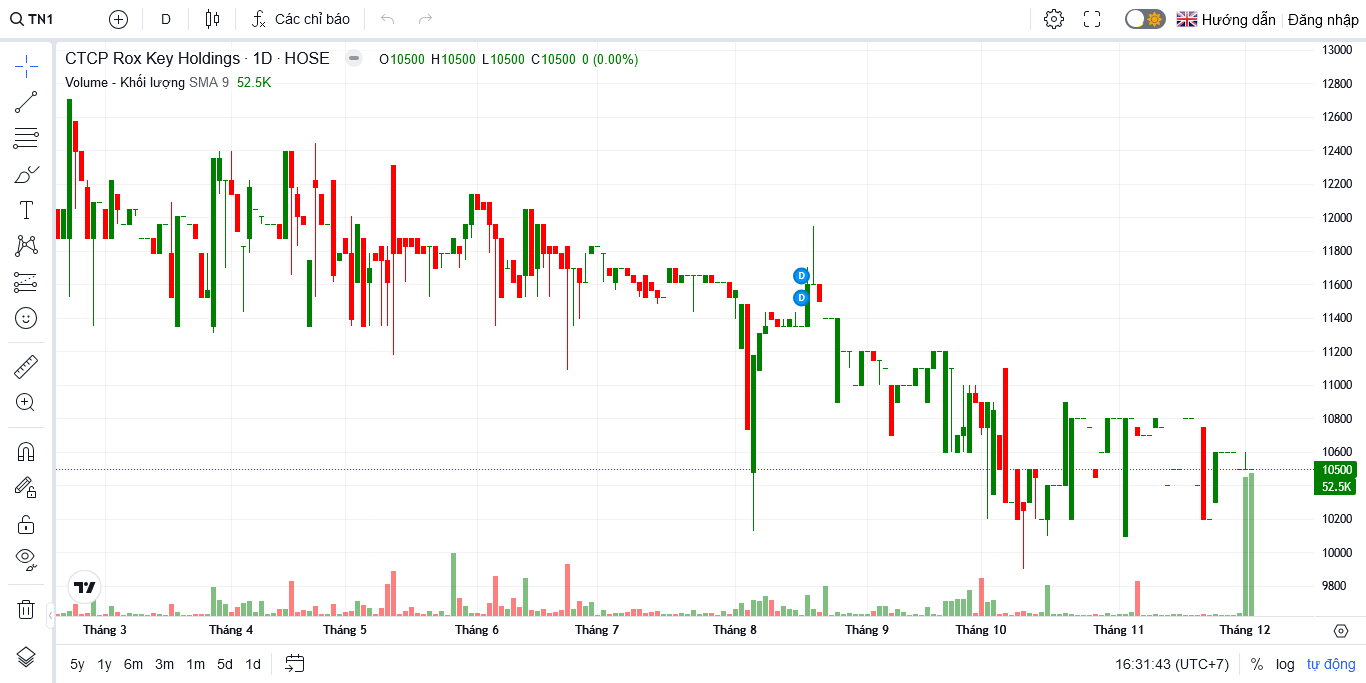 TN1 D Các chỉ báo Hướng dẫn Đăng nhập
CTCP Rox Key Holdings · 1D · HOSE O10500 H10500 L10500 C10500 0 (0.00%)
Volume - Khối lượng SMA 9 52.5K
13000
12800
12600
12400
12200
12000
11800
11600
11400
11200
11000
10800
10600
10500
52.5K
10200
10000
9800
D
D
Tháng 3 Tháng 4 Tháng 5 Tháng 6 Tháng 7 Tháng 8 Tháng 9 Tháng 10 Tháng 11 Tháng 12
5y 1y 6m 3m 1m 5d 1d 16:31:43 (UTC+7) % log tự động